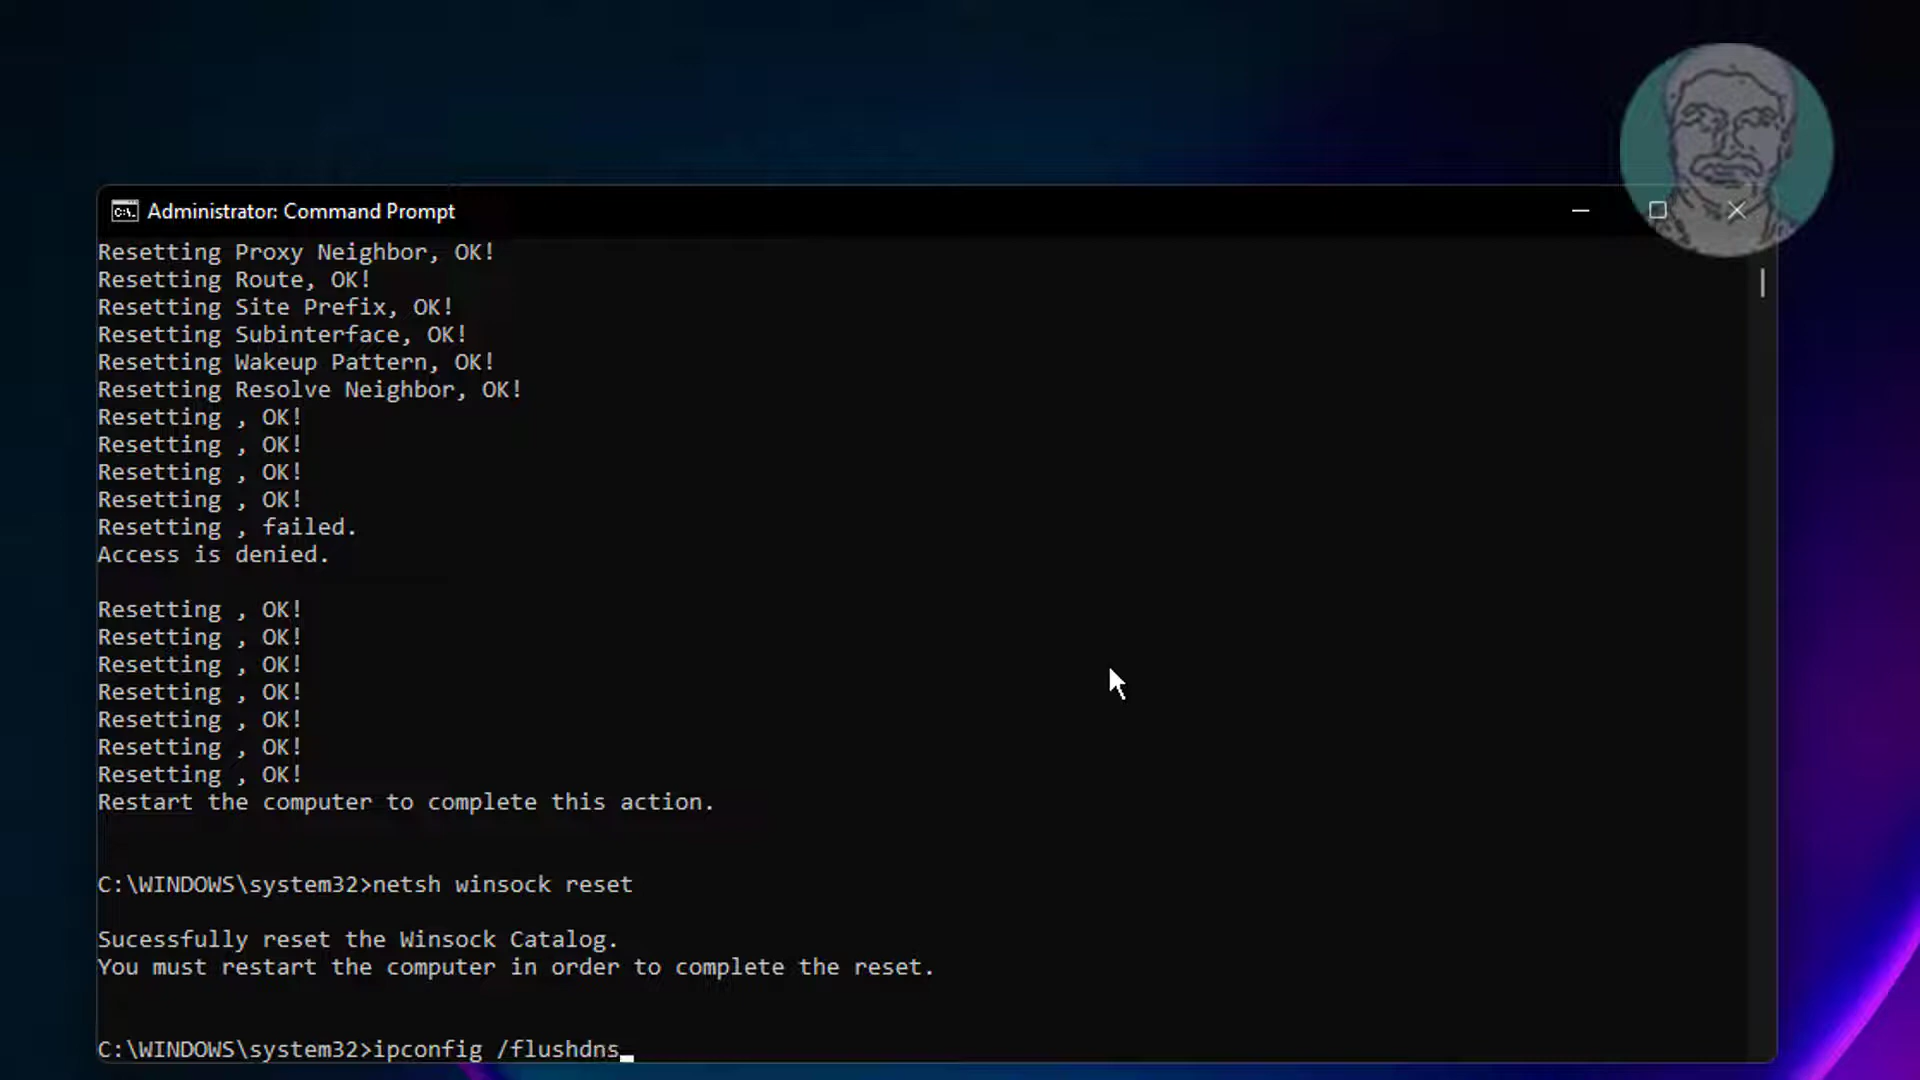 Administrator: Command Prompt
Resetting Proxy Neighbor, OK!
Resetting Route, OK!
Resetting Site Prefix, OK!
Resetting Subinterface, OK!
Resetting Wakeup Pattern, OK!
Resetting Resolve Neighbor, OK!
Resetting , OK!
Resetting , OK!
Resetting , OK!
Resetting , OK!
Resetting , failed.
Access is denied.
Resetting , OK!
Resetting , OK!
Resetting , OK!
Resetting , OK!
Resetting , OK!
Resetting , OK!
Resetting , OK!
Restart the computer to complete this action.
C:\WINDOWS\system32>netsh winsock reset
Sucessfully reset the Winsock Catalog.
You must restart the computer in order to complete the reset.
C:\WINDOWS\system32>ipconfig /flushdns